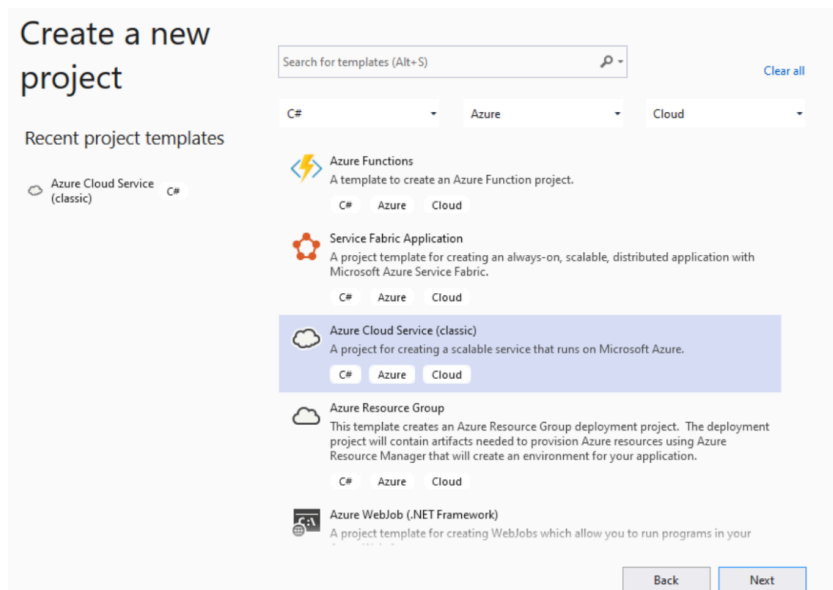 Create a new
project
Search for templates (Alt+S)
Clear all
C#
Azure
Cloud
Recent project templates
Azure Cloud Service
(classic)
C#
Azure Functions
A template to create an Azure Function project.
C#
Azure
Cloud
Service Fabric Application
A project template for creating an always-on, scalable, distributed application with
Microsoft Azure Service Fabric.
C#
Azure
Cloud
Azure Cloud Service (classic)
A project for creating a scalable service that runs on Microsoft Azure.
C#
Azure
Cloud
Azure Resource Group
This template creates an Azure Resource Group deployment project.  The deployment
project will contain artifacts needed to provision Azure resources using Azure
Resource Manager that will create an environment for your application.
C#
Azure
Cloud
Azure WebJob (.NET Framework)
A project template for creating WebJobs which allow you to run programs in your
Back
Next